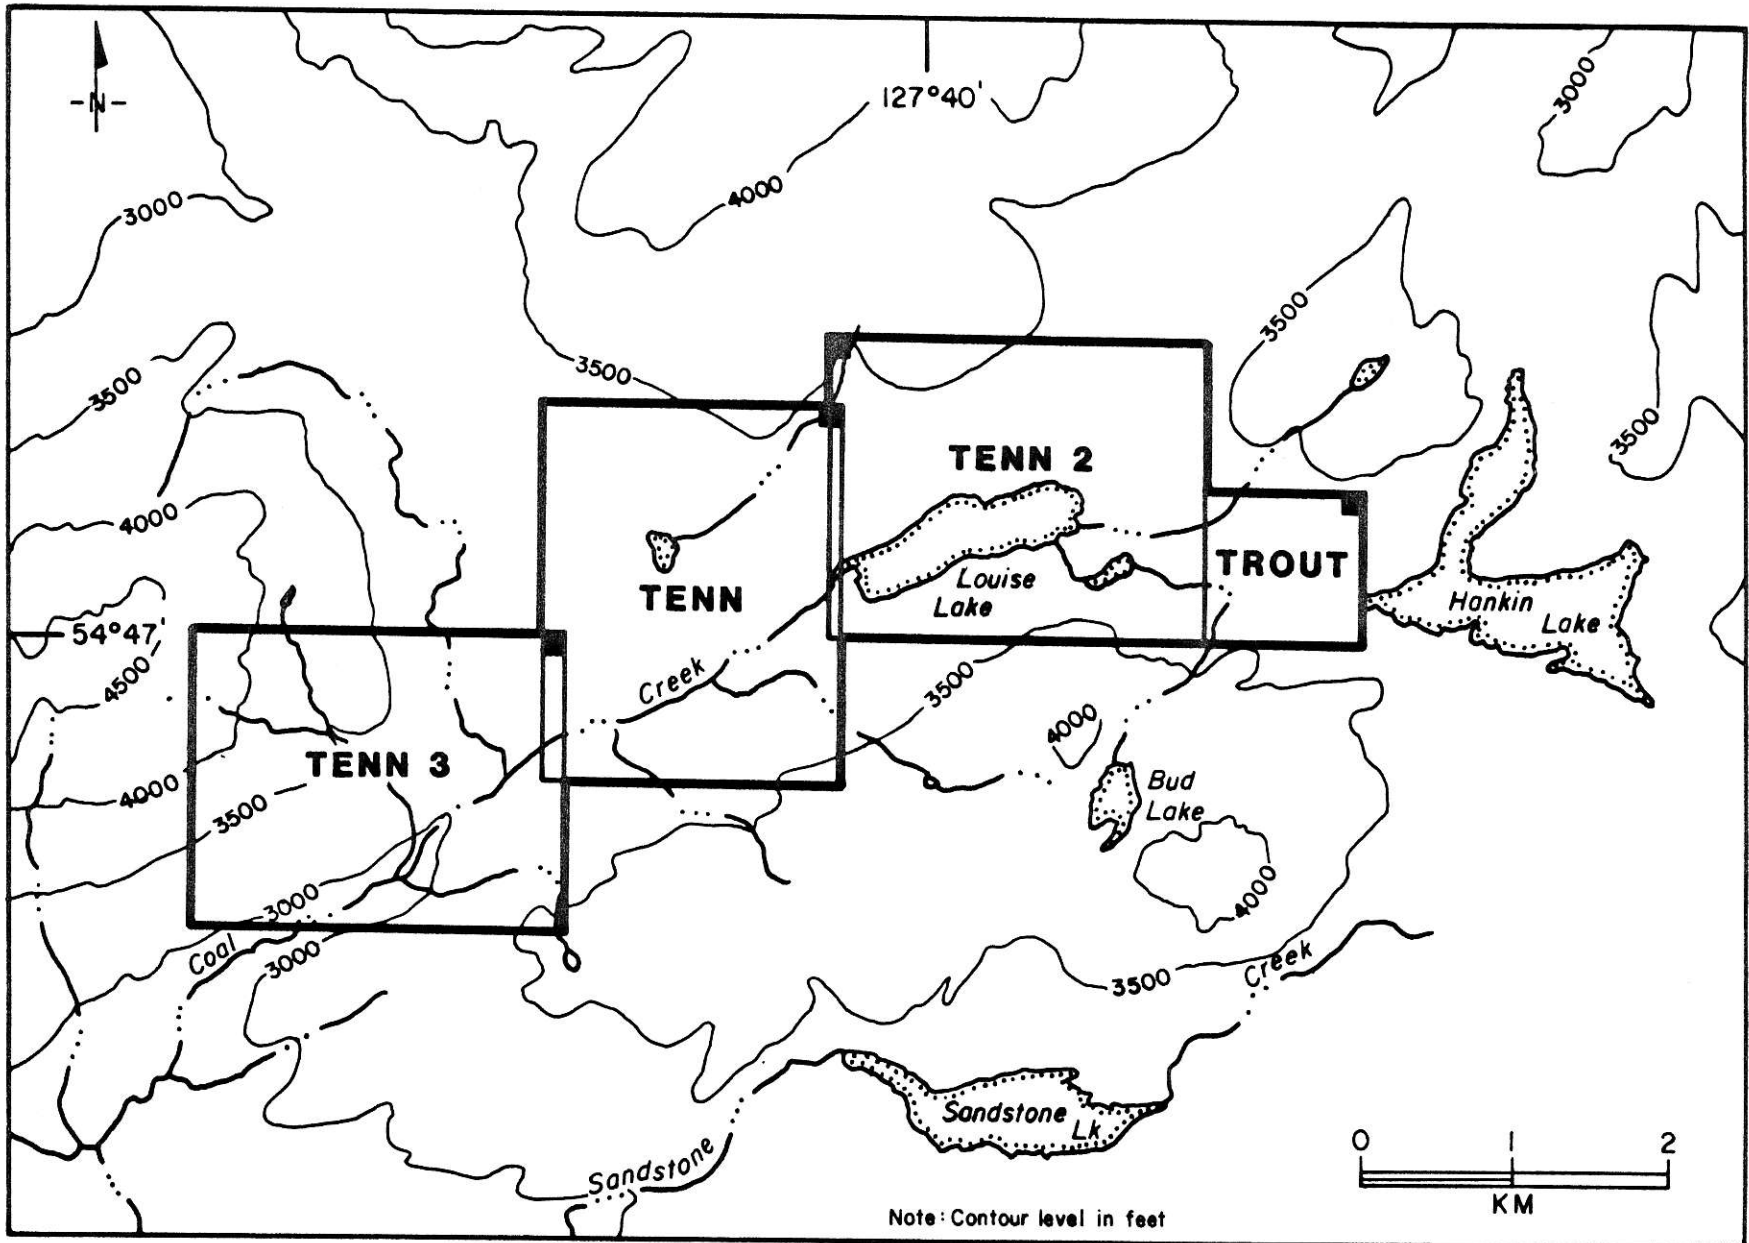 127°40'
-N-
3000
4000
3000
3500
3500
3500
3500
TENN 2
4000
TROUT
Louise
Lake
TENN
Hankin
Lake
54°47'
4500
Creek
3500
4000
TENN 3
Bud
Lake
4000
3500
4000
3000
Coal
3000
Creek
3500
Sandstone
Lk
Sandstone
0 1 2
KM
Note: Contour level in feet